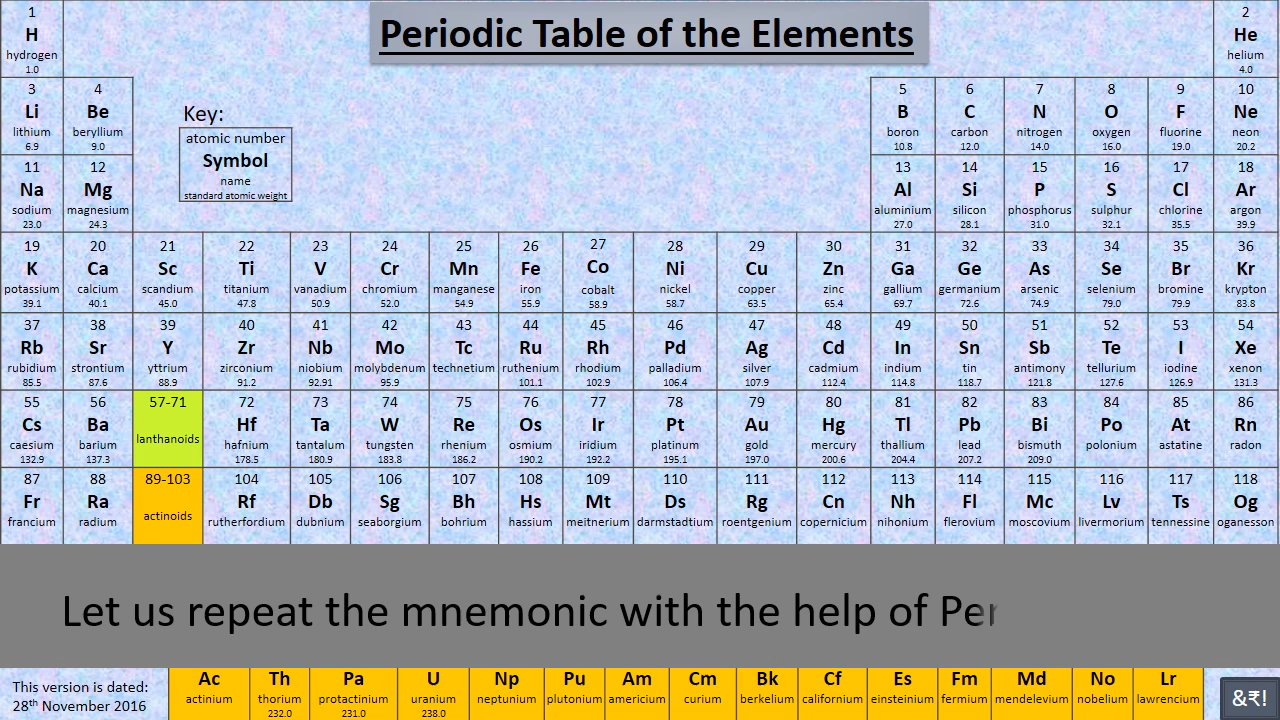 Periodic Table of the Elements
1 2
H He
hydrogen helium
1.0 4.0
3 4 5 6 7 8 9 10
Li Be B C N O F Ne
lithium beryllium boron carbon nitrogen oxygen fluorine neon
6.9 9.0 10.8 12.0 14.0 16.0 19.0 20.2
Key:
atomic number
Symbol
name
standard atomic weight
11 12 13 14 15 16 17 18
Na Mg Al Si P S Cl Ar
sodium magnesium aluminium silicon phosphorus sulphur chlorine argon
23.0 24.3 27.0 28.1 31.0 32.1 35.5 39.9
19 20 21 22 23 24 25 26 27 28 29 30 31 32 33 34 35 36
K Ca Sc Ti V Cr Mn Fe Co Ni Cu Zn Ga Ge As Se Br Kr
potassium calcium scandium titanium vanadium chromium manganese iron cobalt nickel copper zinc gallium germanium arsenic selenium bromine krypton
39.1 40.1 45.0 47.8 50.9 52.0 54.9 55.9 58.9 58.7 63.5 65.4 69.7 72.6 74.9 79.0 79.9 83.8
37 38 39 40 41 42 43 44 45 46 47 48 49 50 51 52 53 54
Rb Sr Y Zr Nb Mo Tc Ru Rh Pd Ag Cd In Sn Sb Te I Xe
rubidium strontium yttrium zirconium niobium molybdenum technetium ruthenium rhodium palladium silver cadmium indium tin antimony tellurium iodine xenon
85.5 87.6 88.9 91.2 92.91 95.9 101.1 102.9 106.4 107.9 112.4 114.8 118.7 121.8 127.6 126.9 131.3
55 56 57-71 72 73 74 75 76 77 78 79 80 81 82 83 84 85 86
Cs Ba Hf Ta W Re Os Ir Pt Au Hg Tl Pb Bi Po At Rn
caesium barium lanthanoids hafnium tantalum tungsten rhenium osmium iridium platinum gold mercury thallium lead bismuth polonium astatine radon
132.9 137.3 178.5 180.9 183.8 186.2 190.2 192.2 195.1 197.0 200.6 204.4 207.2 209.0
87 88 89-103 104 105 106 107 108 109 110 111 112 113 114 115 116 117 118
Fr Ra Rf Db Sg Bh Hs Mt Ds Rg Cn Nh Fl Mc Lv Ts Og
francium radium actinoids rutherfordium dubnium seaborgium bohrium hassium meitnerium darmstadtium roentgenium copernicium nihonium flerovium moscovium livermorium tennessine oganesson
Let us repeat the mnemonic with the help of Per
This version is dated:
28th November 2016
Ac Th Pa U Np Pu Am Cm Bk Cf Es Fm Md No Lr
actinium thorium protactinium uranium neptunium plutonium americium curium berkelium californium einsteinium fermium mendelevium nobelium lawrencium
232.0 231.0 238.0
&₹!